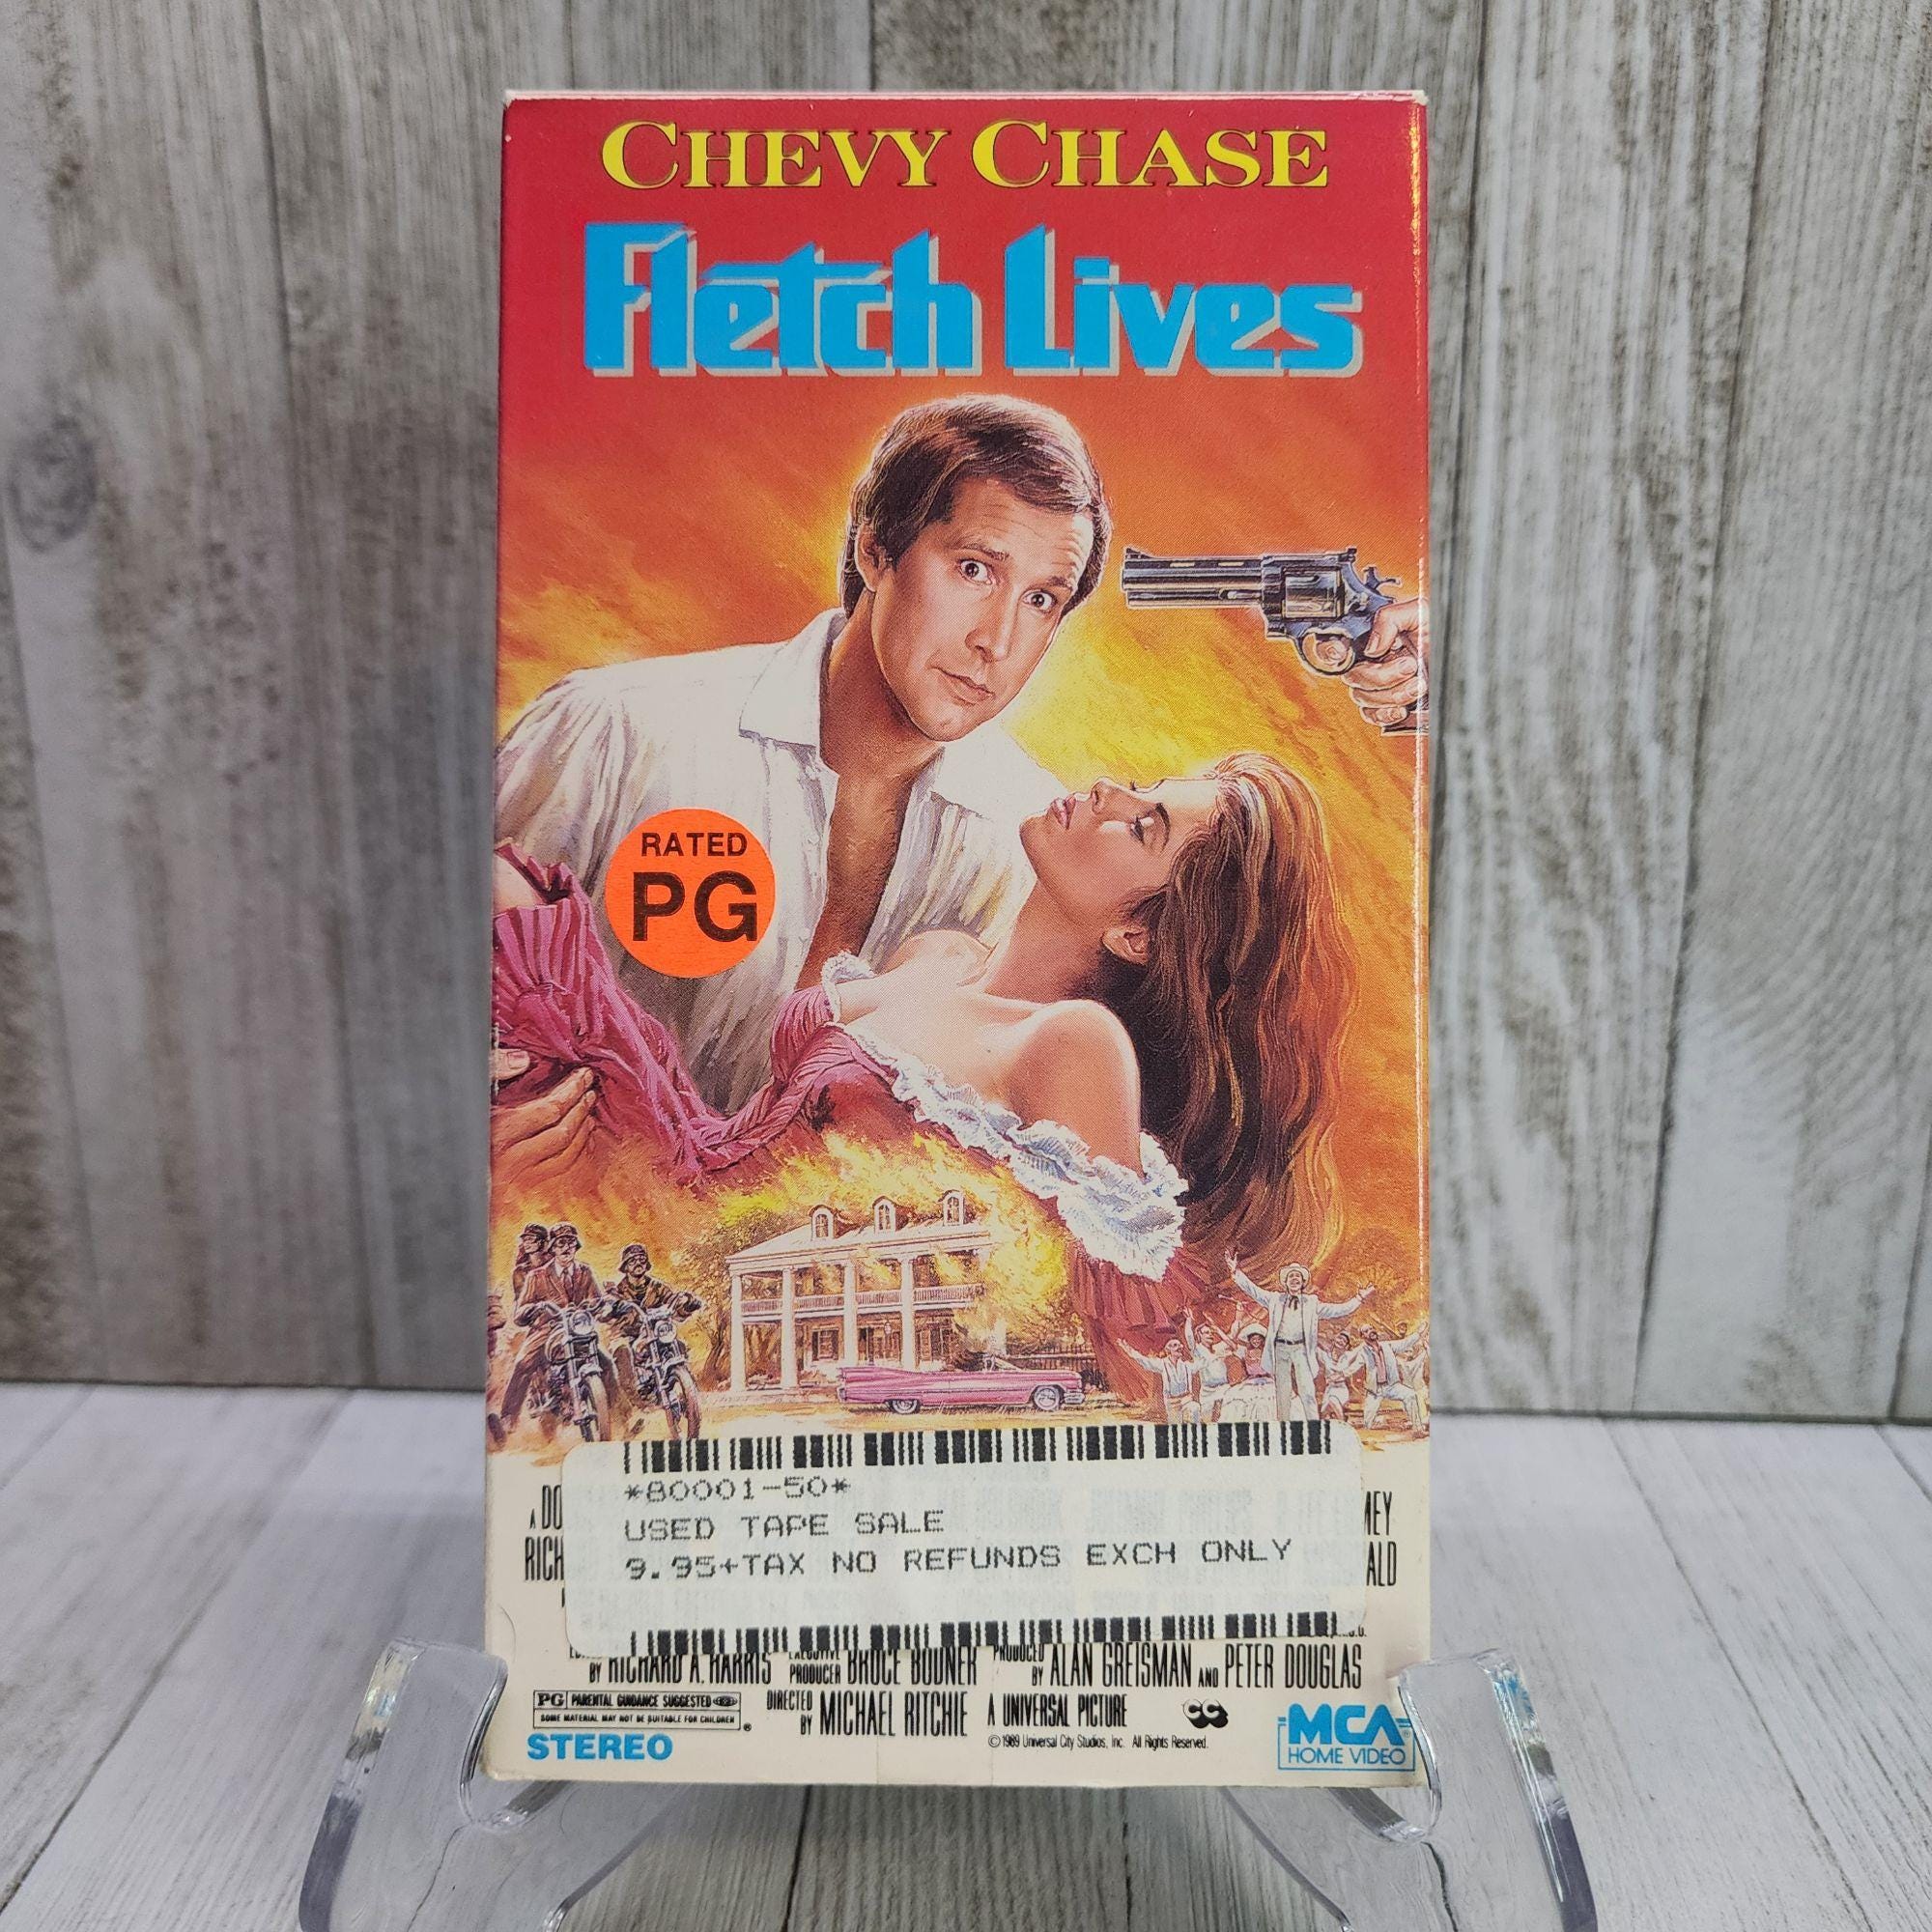 CHEVY CHASE
Fletch Lives
RATED
PG
*80001-50*
USED TAPE SALE
9.95+TAX NO REFUNDS EXCH ONLY
A DO
RICH
BY RICHARD A. HARRIS EXECUTIVE PRODUCER BRUCE BODNER PRODUCED BY ALAN GREISMAN AND PETER DOUGLAS
PG PARENTAL GUIDANCE SUGGESTED
SOME MATERIAL MAY NOT BE SUITABLE FOR CHILDREN ®
DIRECTED BY MICHAEL RITCHIE A UNIVERSAL PICTURE
©1989 Universal City Studios, Inc. All Rights Reserved.
STEREO
MCA
HOME VIDEO